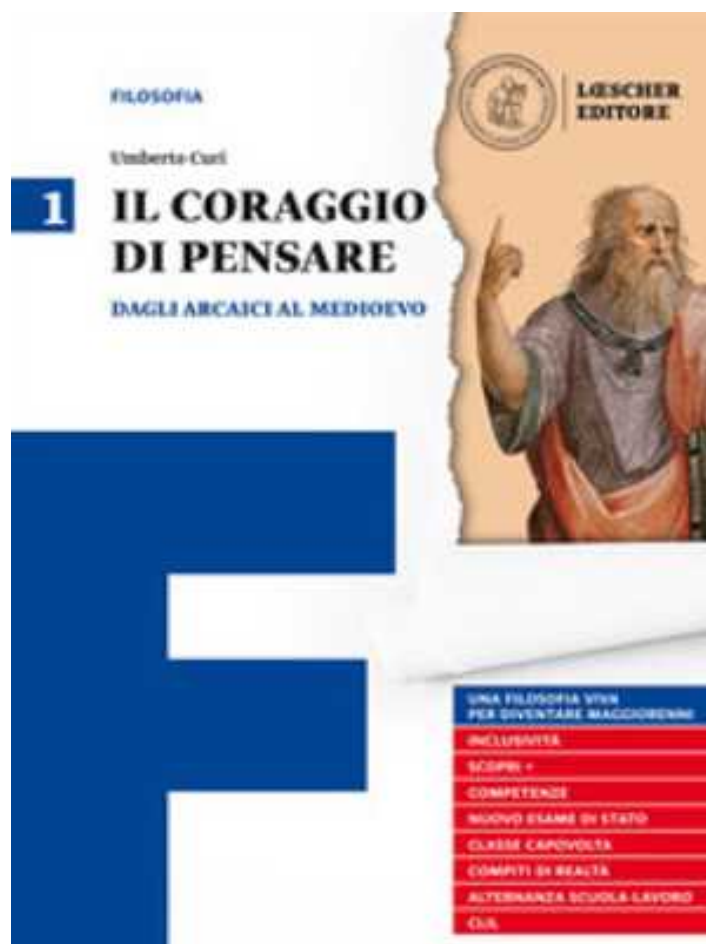 FILOSOFIA
LŒSCHER
EDITORE
Umberto Curi
1
IL CORAGGIO
DI PENSARE
DAGLI ARCAICI AL MEDIOEVO
UNA FILOSOFIA VIVA
PER DIVENTARE MAGGIORENNI
INCLUSIVITÀ
SCOPRI +
COMPETENZE
NUOVO ESAME DI STATO
CLASSE CAPOVOLTA
COMPITI DI REALTÀ
ALTERNANZA SCUOLA-LAVORO
CLIL